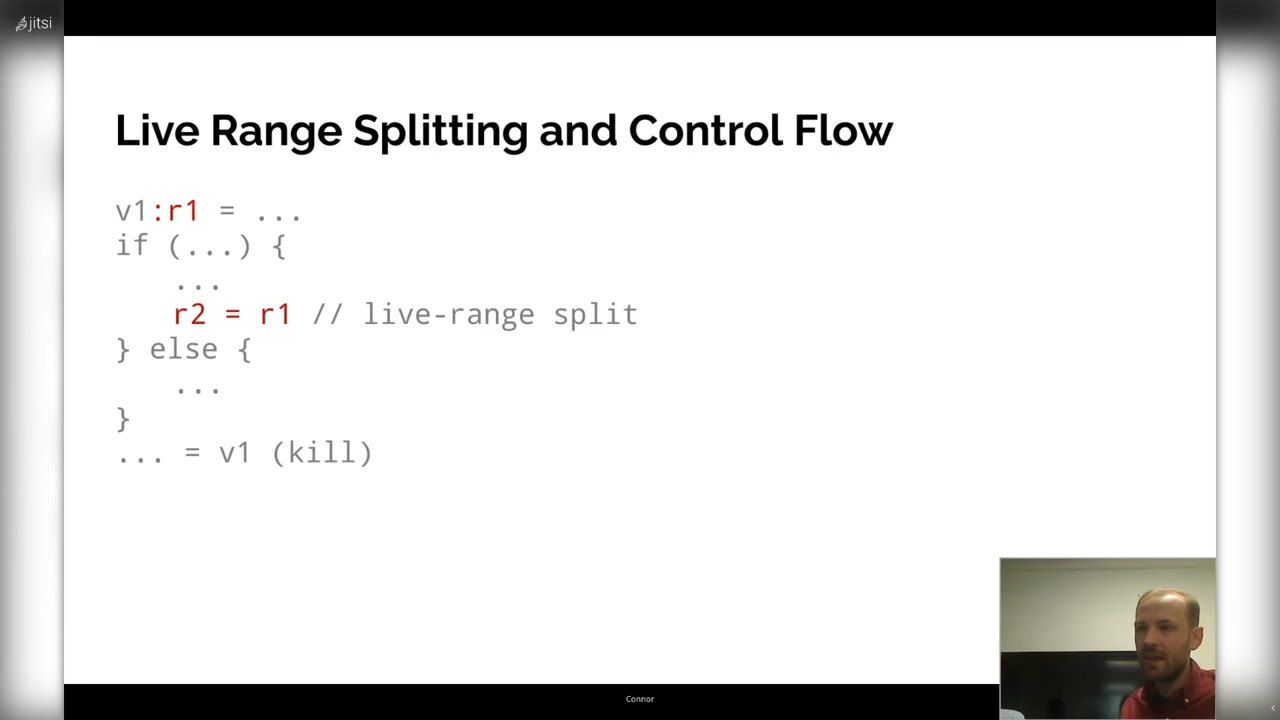 jitsi
Live Range Splitting and Control Flow
v1:r1 = ...
if (...) {
...
r2 = r1 // live-range split
} else {
...
}
... = v1 (kill)
Connor